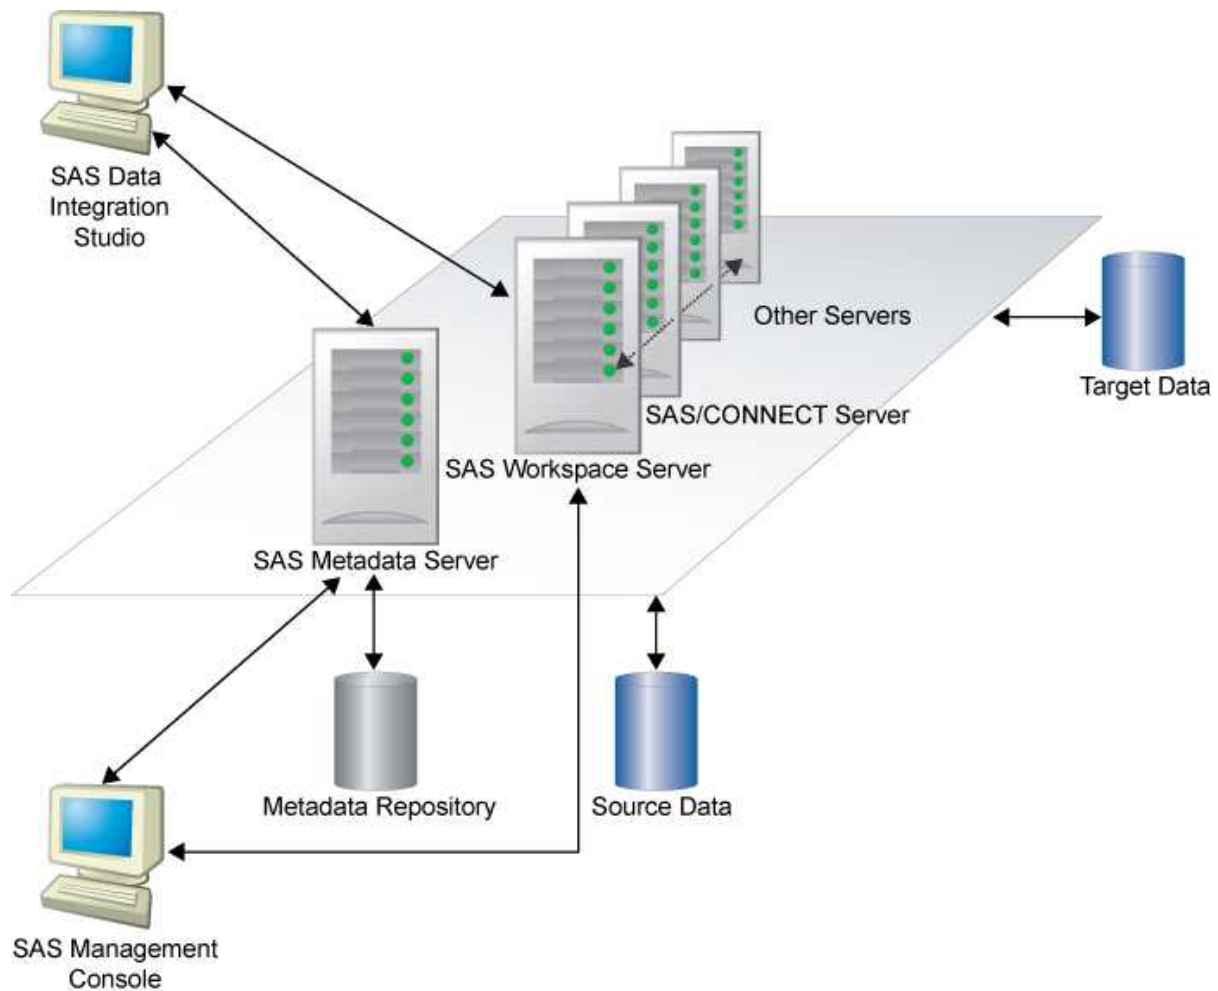 SAS Data
Integration
Studio
Other Servers
Target Data
SAS/CONNECT Server
SAS Workspace Server
SAS Metadata Server
Metadata Repository
Source Data
SAS Management
Console